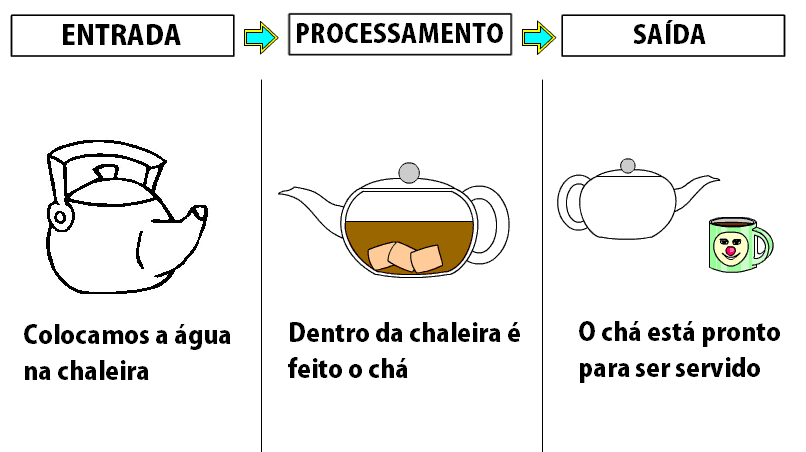 ENTRADA
PROCESSAMENTO
SAÍDA
Colocamos a água
na chaleira
Dentro da chaleira é
feito o chá
O chá está pronto
para ser servido